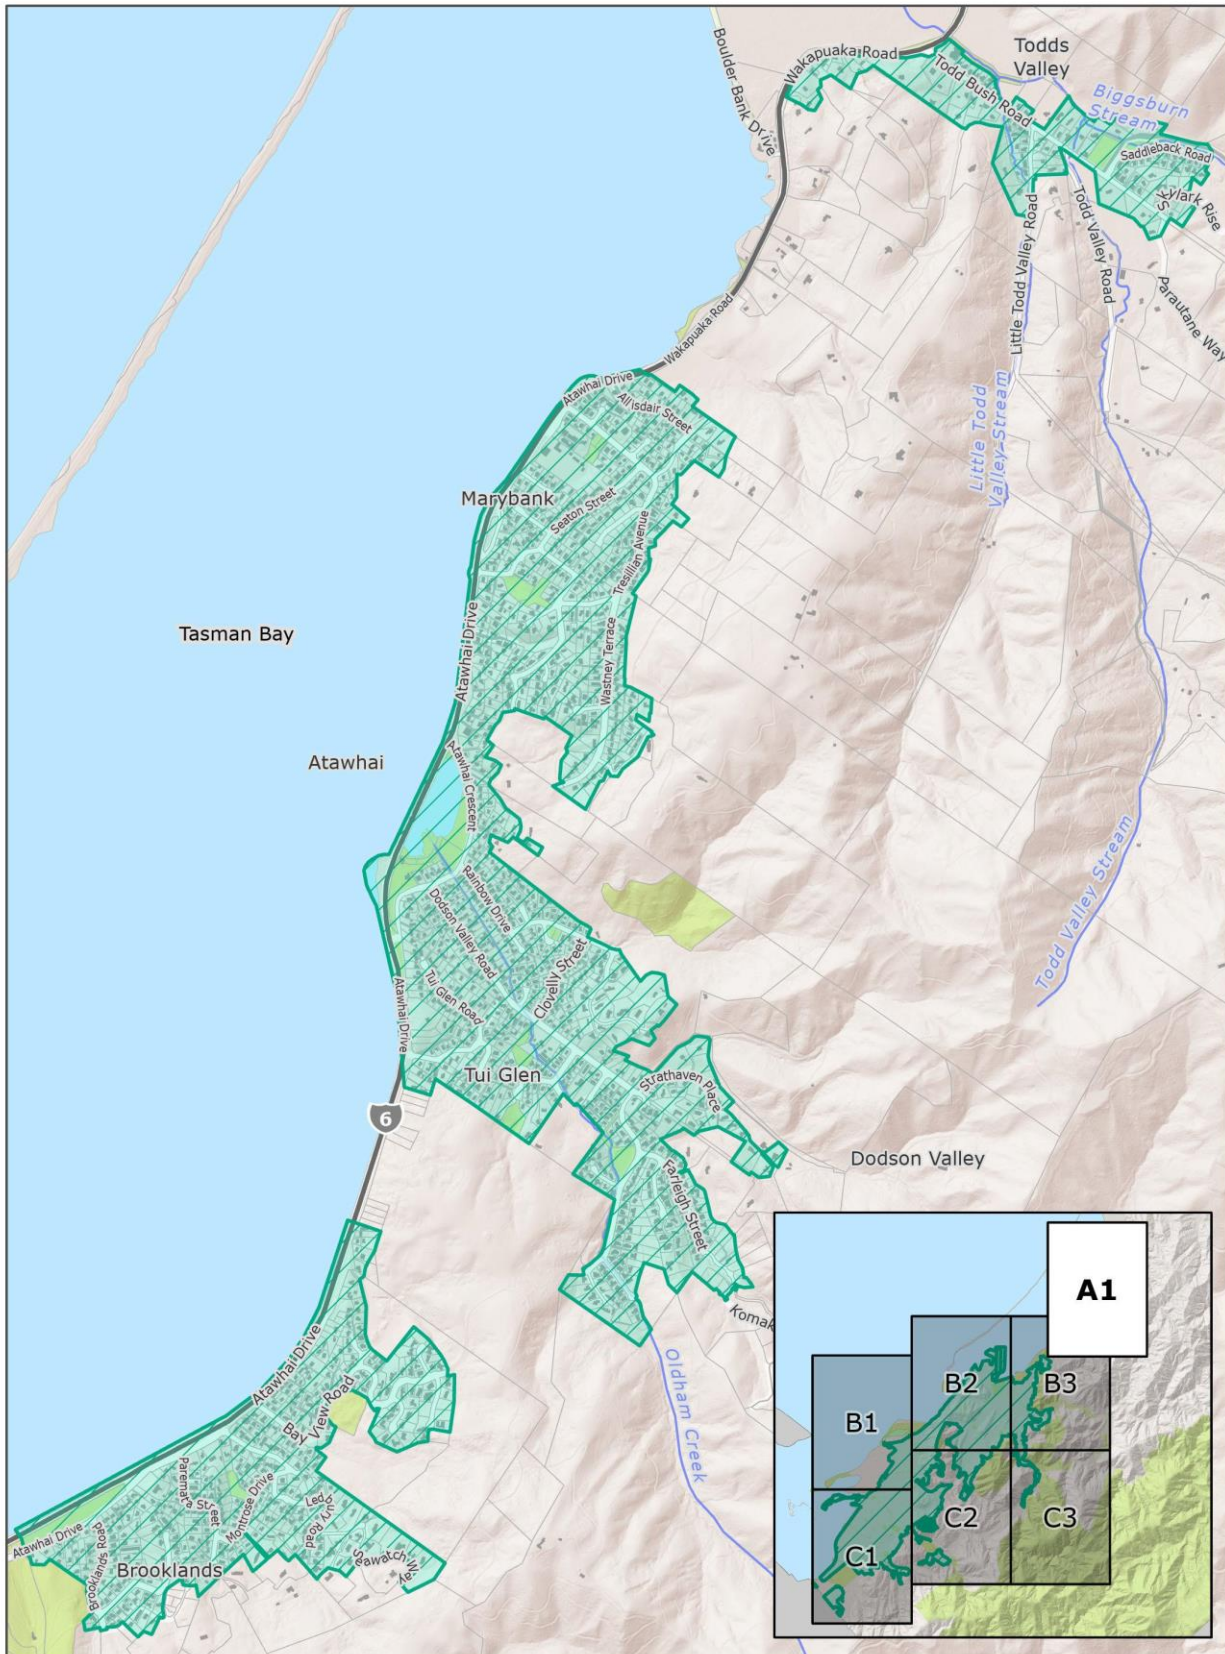 Todds
Valley
Wakapuaka Road
Boulder Bank Drive
Todd Bush Road
Biggsburn
Stream
Saddleback Road
Skylark Rise
Todd Valley Road
Little Todd Valley Road
Parautane Way
Wakapuaka Road
Atawhai Drive
Allisdair Street
Little Todd
Valley Stream
Marybank
Seaton Street
Tresillian Avenue
Tasman Bay
Atawhai Drive
Wastney Terrace
Atawhai
Atawhai Crescent
Todd Valley Stream
Rainbow Drive
Dodson Valley Road
Clovelly Street
Tui Glen Road
Atawhai Drive
Tui Glen
Strathaven Place
6
Dodson Valley
Farleigh Street
Komak
Oldham Creek
Atawhai Drive
Bay View Road
Paremata Street
Montrose Drive
Ledbury Road
Seawatch Way
Atawhai Drive
Brooklands Road
Brooklands
A1
B2
B3
B1
C2
C3
C1